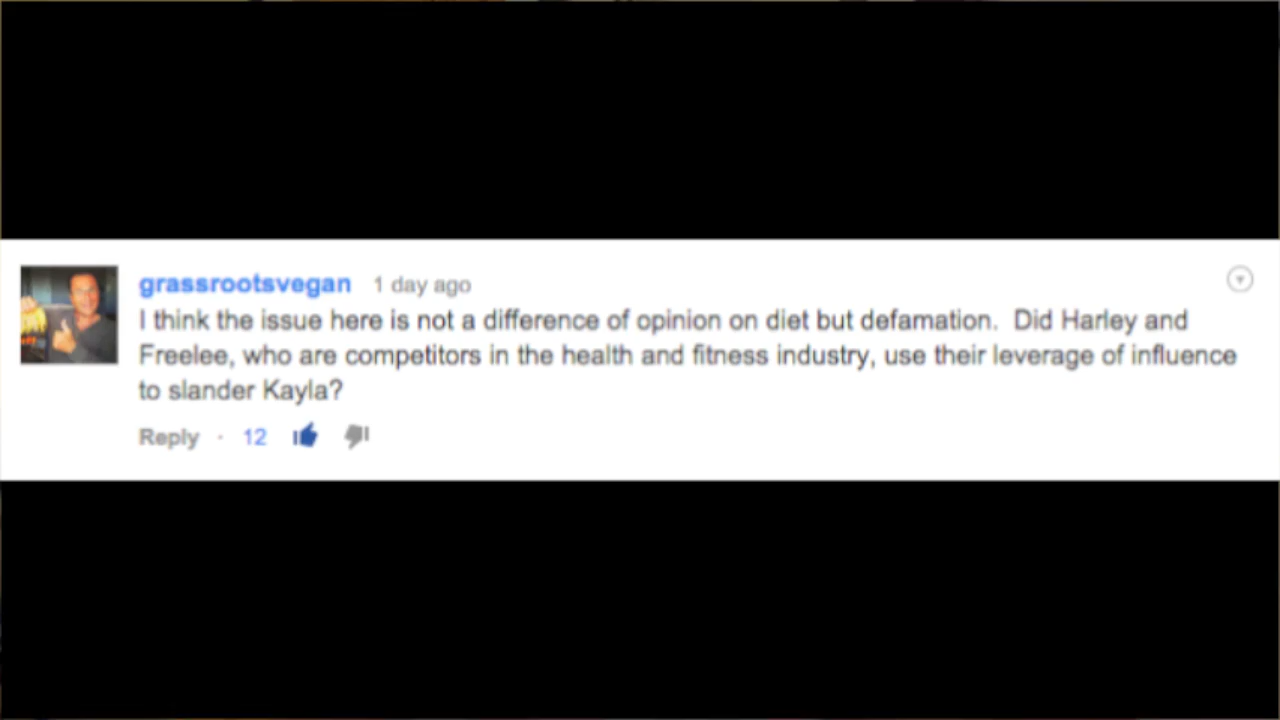 grassrootsvegan 1 day ago
I think the issue here is not a difference of opinion on diet but defamation. Did Harley and
Freelee, who are competitors in the health and fitness industry, use their leverage of influence
to slander Kayla?
Reply · 12